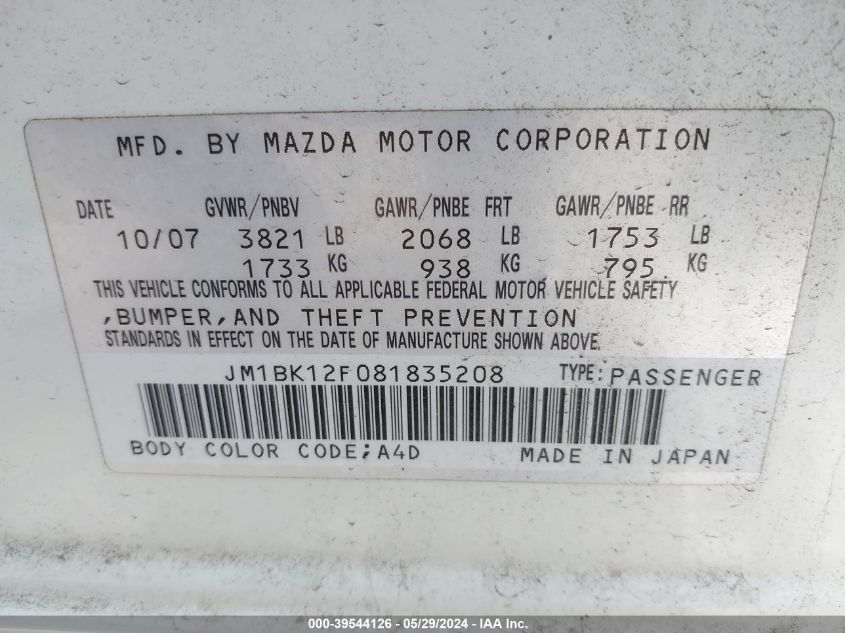 MFD. BY MAZDA MOTOR CORPORATION
DATE GVWR/PNBV GAWR/PNBE FRT GAWR/PNBE RR
10/07 3821 LB 2068 LB 1753 LB
1733 KG 938 KG 795 KG
THIS VEHICLE CONFORMS TO ALL APPLICABLE FEDERAL MOTOR VEHICLE SAFETY
,BUMPER,AND THEFT PREVENTION
STANDARDS IN EFFECT ON THE DATE OF MANUFACTURE SHOWN ABOVE.
JM1BK12F081835208 TYPE:PASSENGER
BODY COLOR CODE;A4D MADE IN JAPAN
000-39544126 - 05/29/2024 - IAA Inc.